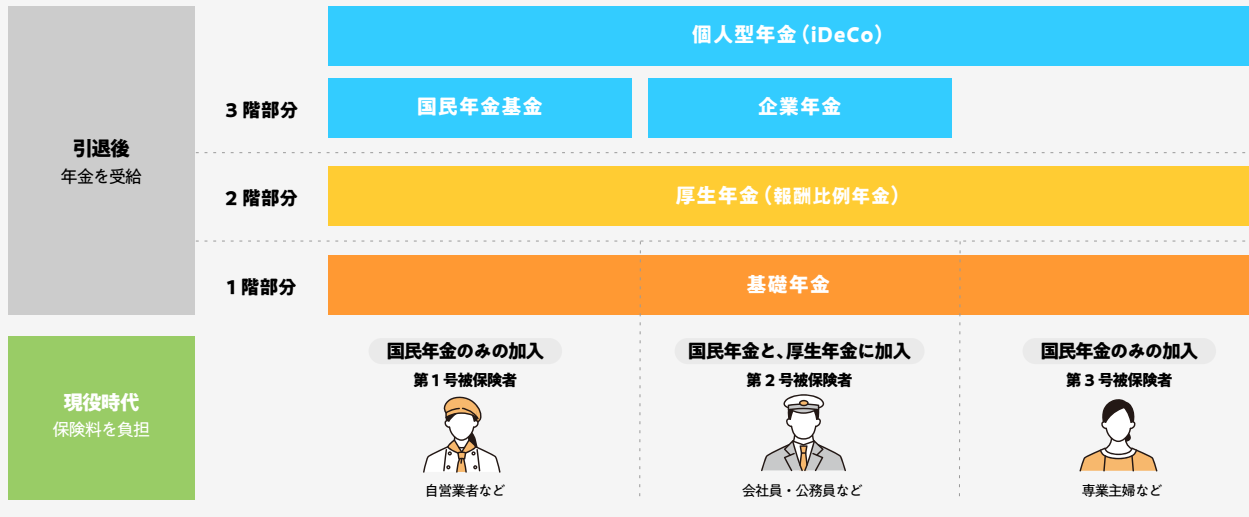 個人型年金(iDeCo)
引退後
年金を受給
3 階部分
国民年金基金
企業年金
2 階部分
厚生年金(報酬比例年金)
1 階部分
基礎年金
現役時代
保険料を負担
国民年金のみの加入
第1号被保険者
自営業者など
国民年金と、厚生年金に加入
第2号被保険者
会社員・公務員など
国民年金のみの加入
第3号被保険者
専業主婦など